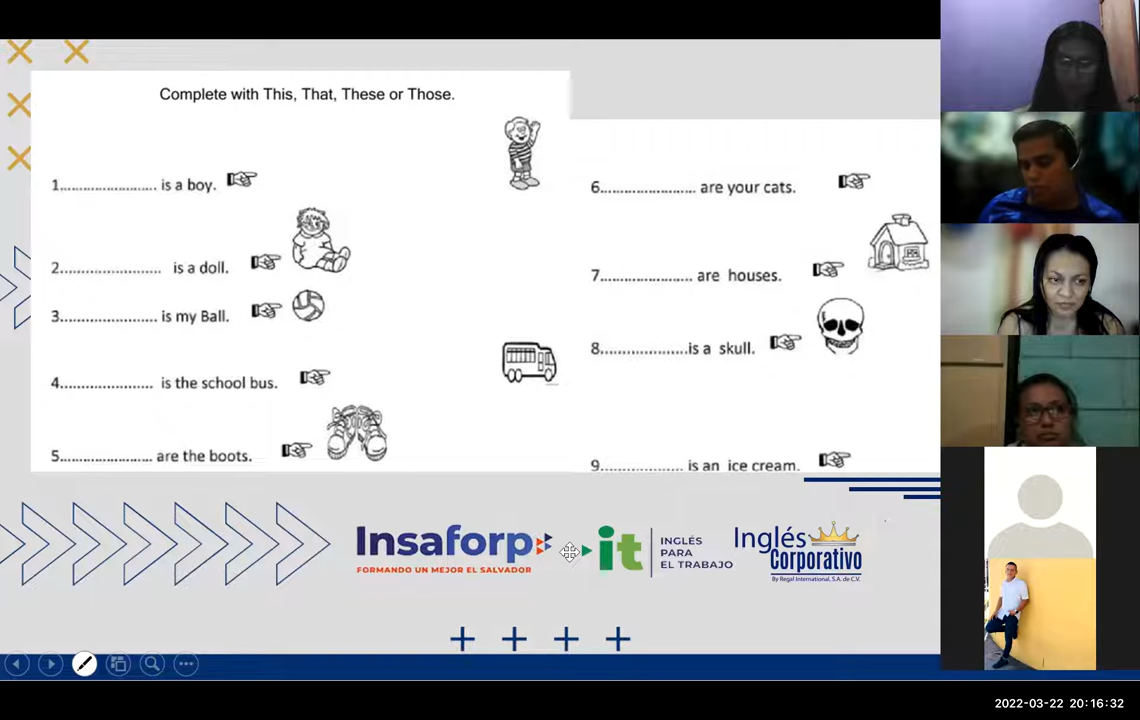 Complete with This, That, These or Those.
1........................ is a boy.
2......................... is a doll.
3........................ is my Ball.
4....................... is the school bus.
5....................... are the boots.
6........................ are your cats.
7....................... are houses.
8.....................is a skull.
9.................... is an ice cream.
Insaforp
FORMANDO UN MEJOR EL SALVADOR
it
INGLÉS
PARA
EL TRABAJO
Inglés
Corporativo
By Regal International, S.A. de C.V.
2022-03-22 20:16:32